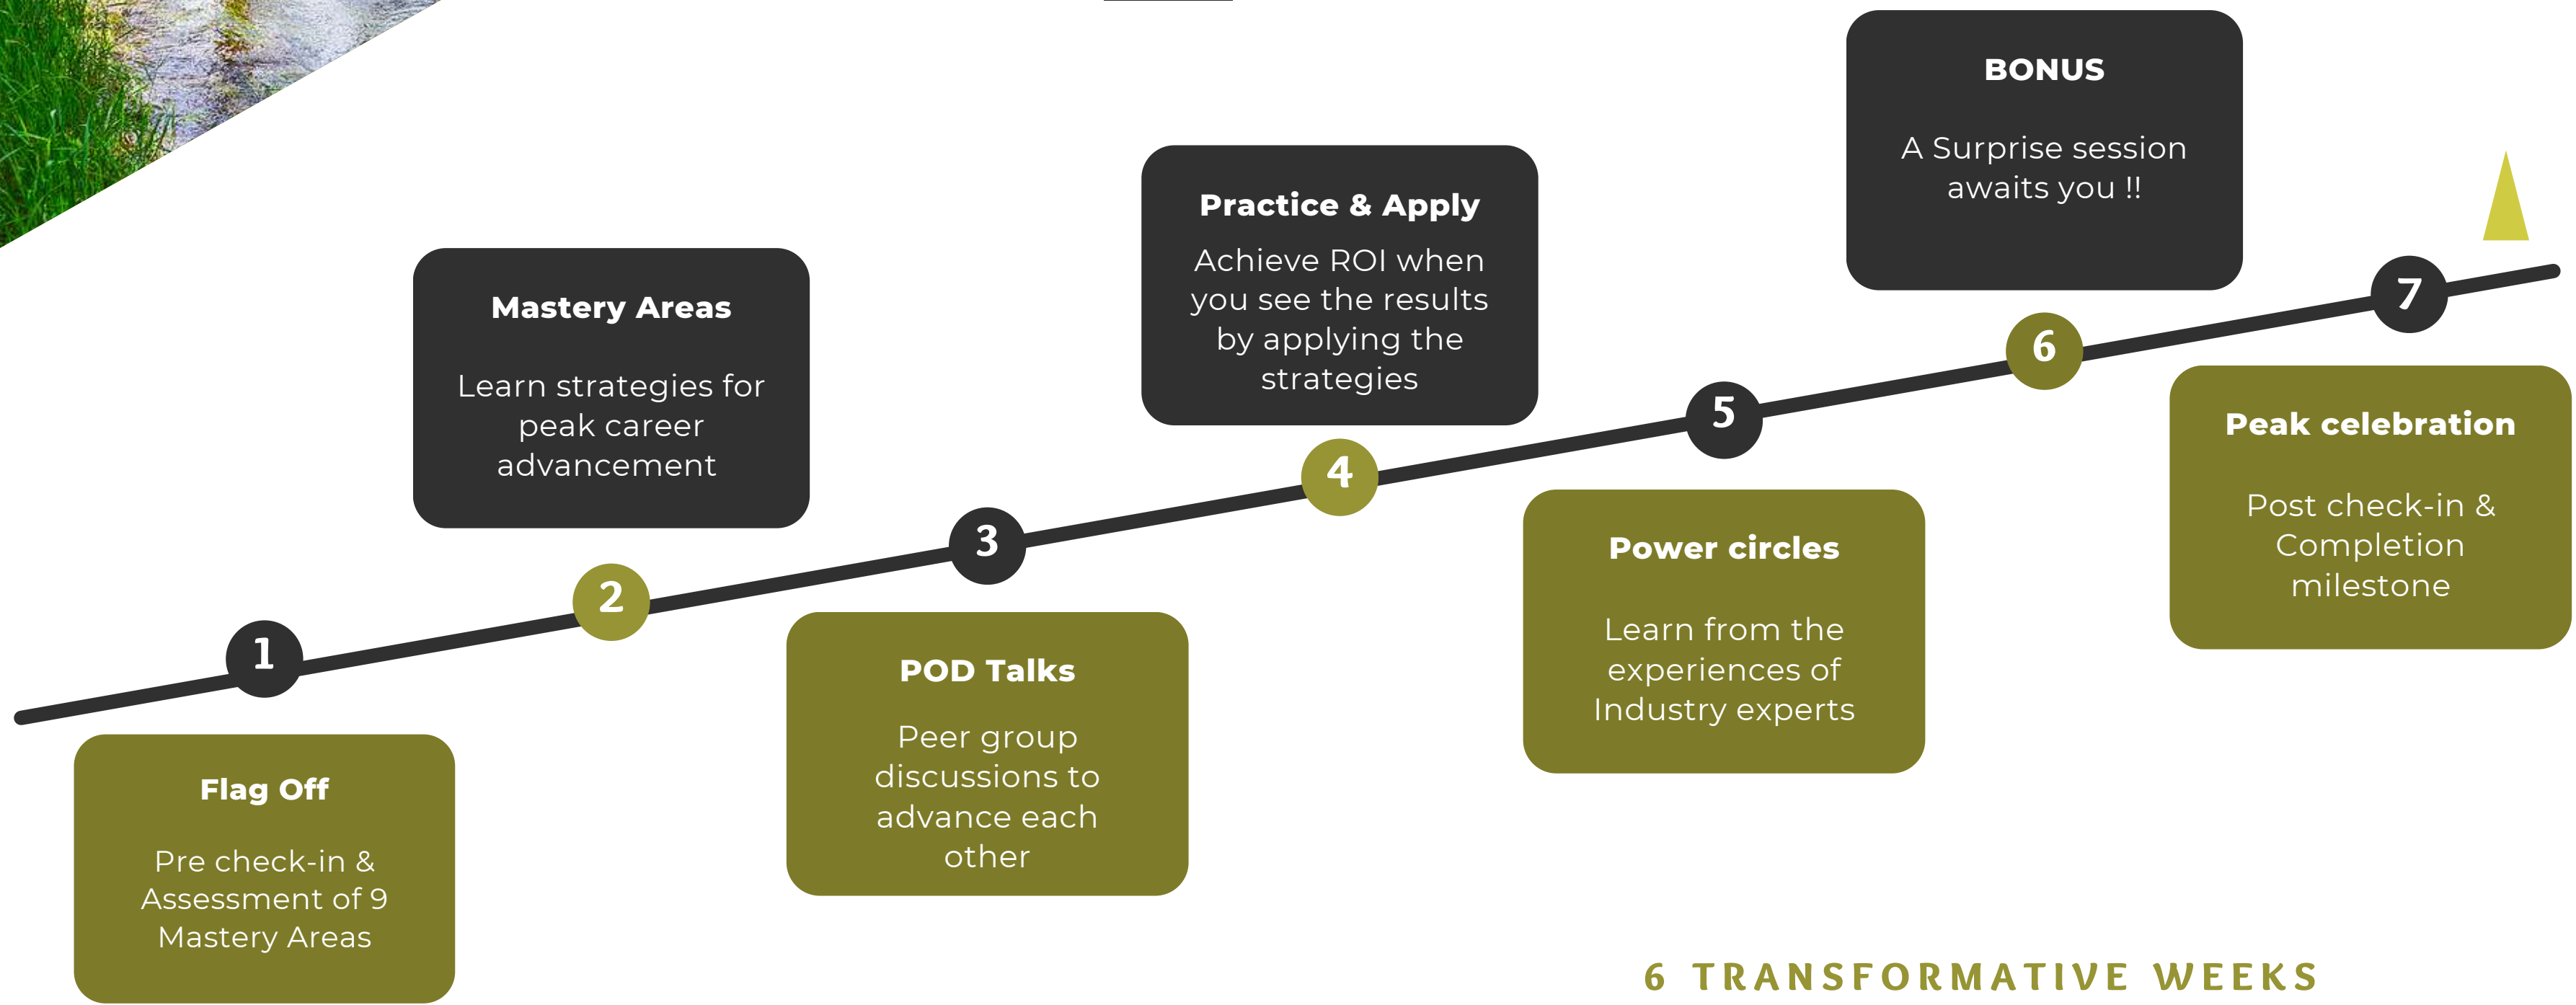 1
Flag Off
Pre check-in &
Assessment of 9
Mastery Areas
2
Mastery Areas
Learn strategies for
peak career
advancement
3
POD Talks
Peer group
discussions to
advance each
other
4
Practice & Apply
Achieve ROI when
you see the results
by applying the
strategies
5
Power circles
Learn from the
experiences of
Industry experts
6
BONUS
A Surprise session
awaits you !!
7
Peak celebration
Post check-in &
Completion
milestone
6 TRANSFORMATIVE WEEKS